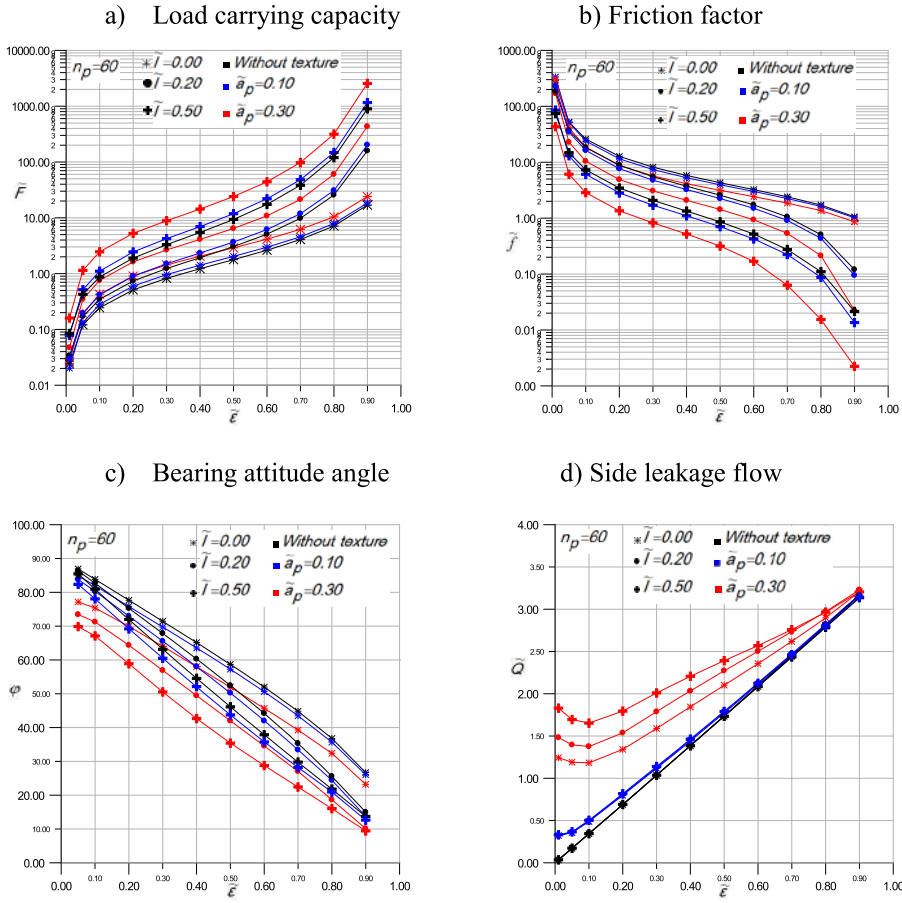 a) Load carrying capacity
b) Friction factor
n_p=60
l̃=0.00
Without texture
l̃=0.20
ã_p=0.10
l̃=0.50
ã_p=0.30
10000.00
1000.00
100.00
10.00
1.00
0.10
0.01
F̃
0.00 0.10 0.20 0.30 0.40 0.50 0.60 0.70 0.80 0.90 1.00
ε̃
n_p=60
l̃=0.00
Without texture
l̃=0.20
ã_p=0.10
l̃=0.50
ã_p=0.30
1000.00
100.00
10.00
1.00
0.10
0.01
0.00
f̃
0.00 0.10 0.20 0.30 0.40 0.50 0.60 0.70 0.80 0.90 1.00
ε̃
c) Bearing attitude angle
d) Side leakage flow
n_p=60
l̃=0.00
Without texture
l̃=0.20
ã_p=0.10
l̃=0.50
ã_p=0.30
100.00
90.00
80.00
70.00
60.00
50.00
40.00
30.00
20.00
10.00
0.00
φ
0.00 0.10 0.20 0.30 0.40 0.50 0.60 0.70 0.80 0.90 1.00
ε̃
n_p=60
l̃=0.00
Without texture
l̃=0.20
ã_p=0.10
l̃=0.50
ã_p=0.30
4.00
3.50
3.00
2.50
2.00
1.50
1.00
0.50
0.00
Q̃
0.00 0.10 0.20 0.30 0.40 0.50 0.60 0.70 0.80 0.90 1.00
ε̃